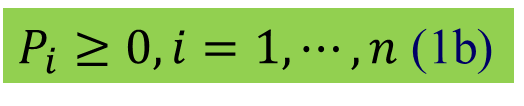 Pᵢ ≥ 0, i = 1, ⋯ , n (1b)